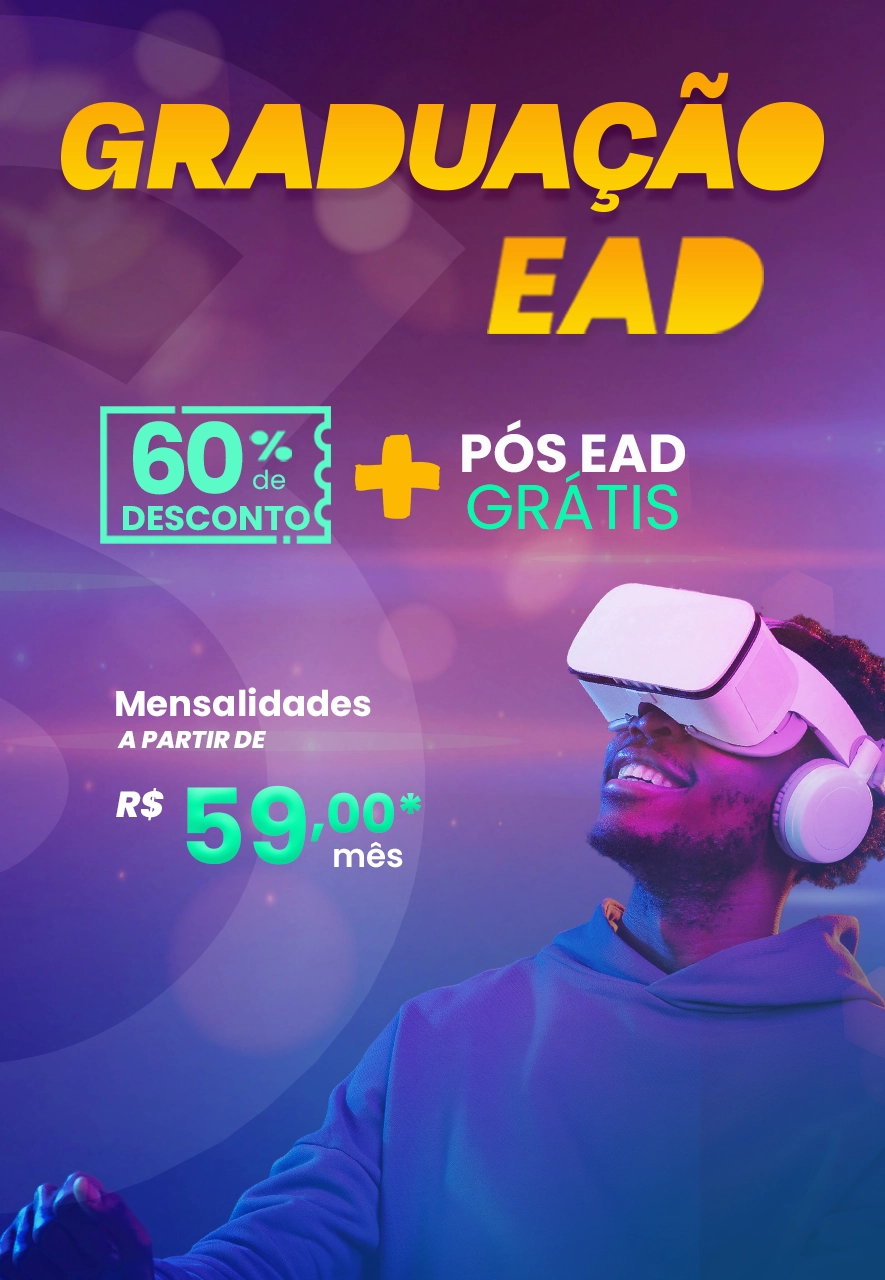 GRADUAÇÃO
EAD
60%
de
DESCONTO
+
PÓS EAD
GRÁTIS
Mensalidades
A PARTIR DE
R$ 59,00*
mês